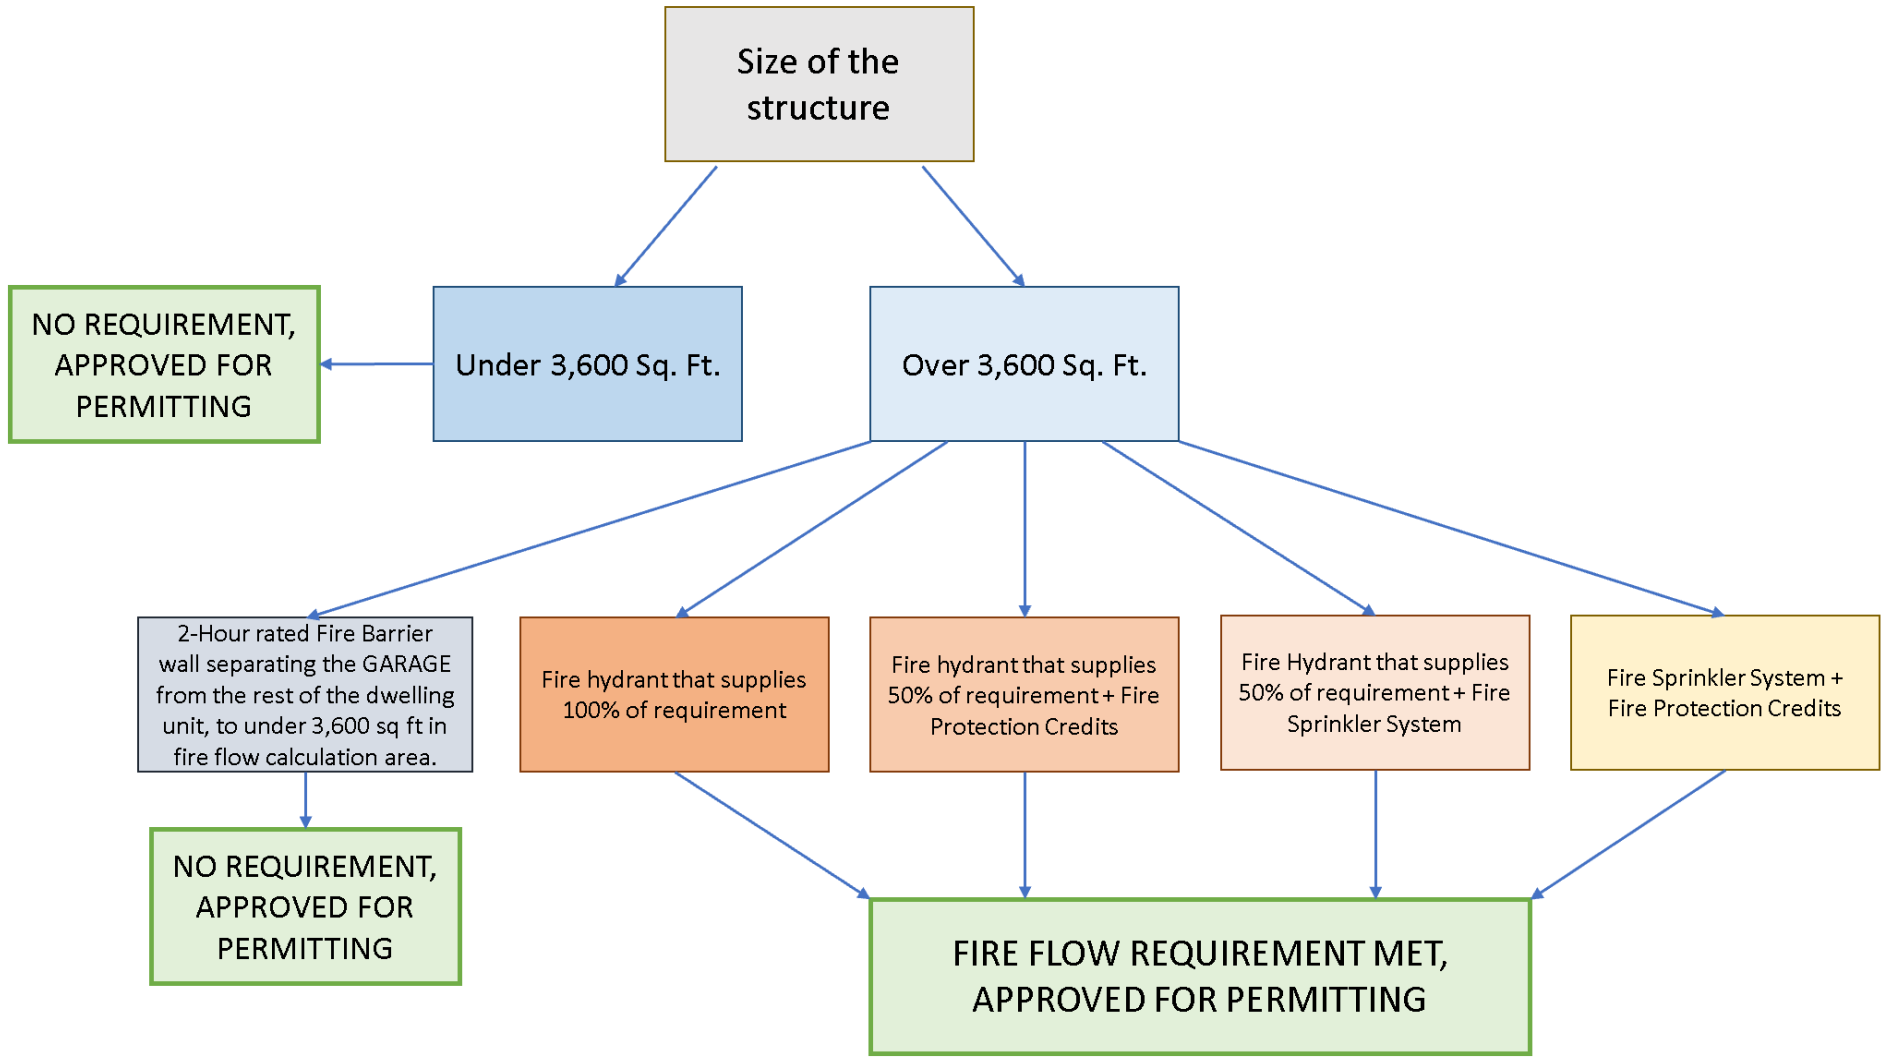 Size of the
structure
NO REQUIREMENT,
APPROVED FOR
PERMITTING
Under 3,600 Sq. Ft.
Over 3,600 Sq. Ft.
2-Hour rated Fire Barrier
wall separating the GARAGE
from the rest of the dwelling
unit, to under 3,600 sq ft in
fire flow calculation area.
Fire hydrant that supplies
100% of requirement
Fire hydrant that supplies
50% of requirement + Fire
Protection Credits
Fire Hydrant that supplies
50% of requirement + Fire
Sprinkler System
Fire Sprinkler System +
Fire Protection Credits
NO REQUIREMENT,
APPROVED FOR
PERMITTING
FIRE FLOW REQUIREMENT MET,
APPROVED FOR PERMITTING